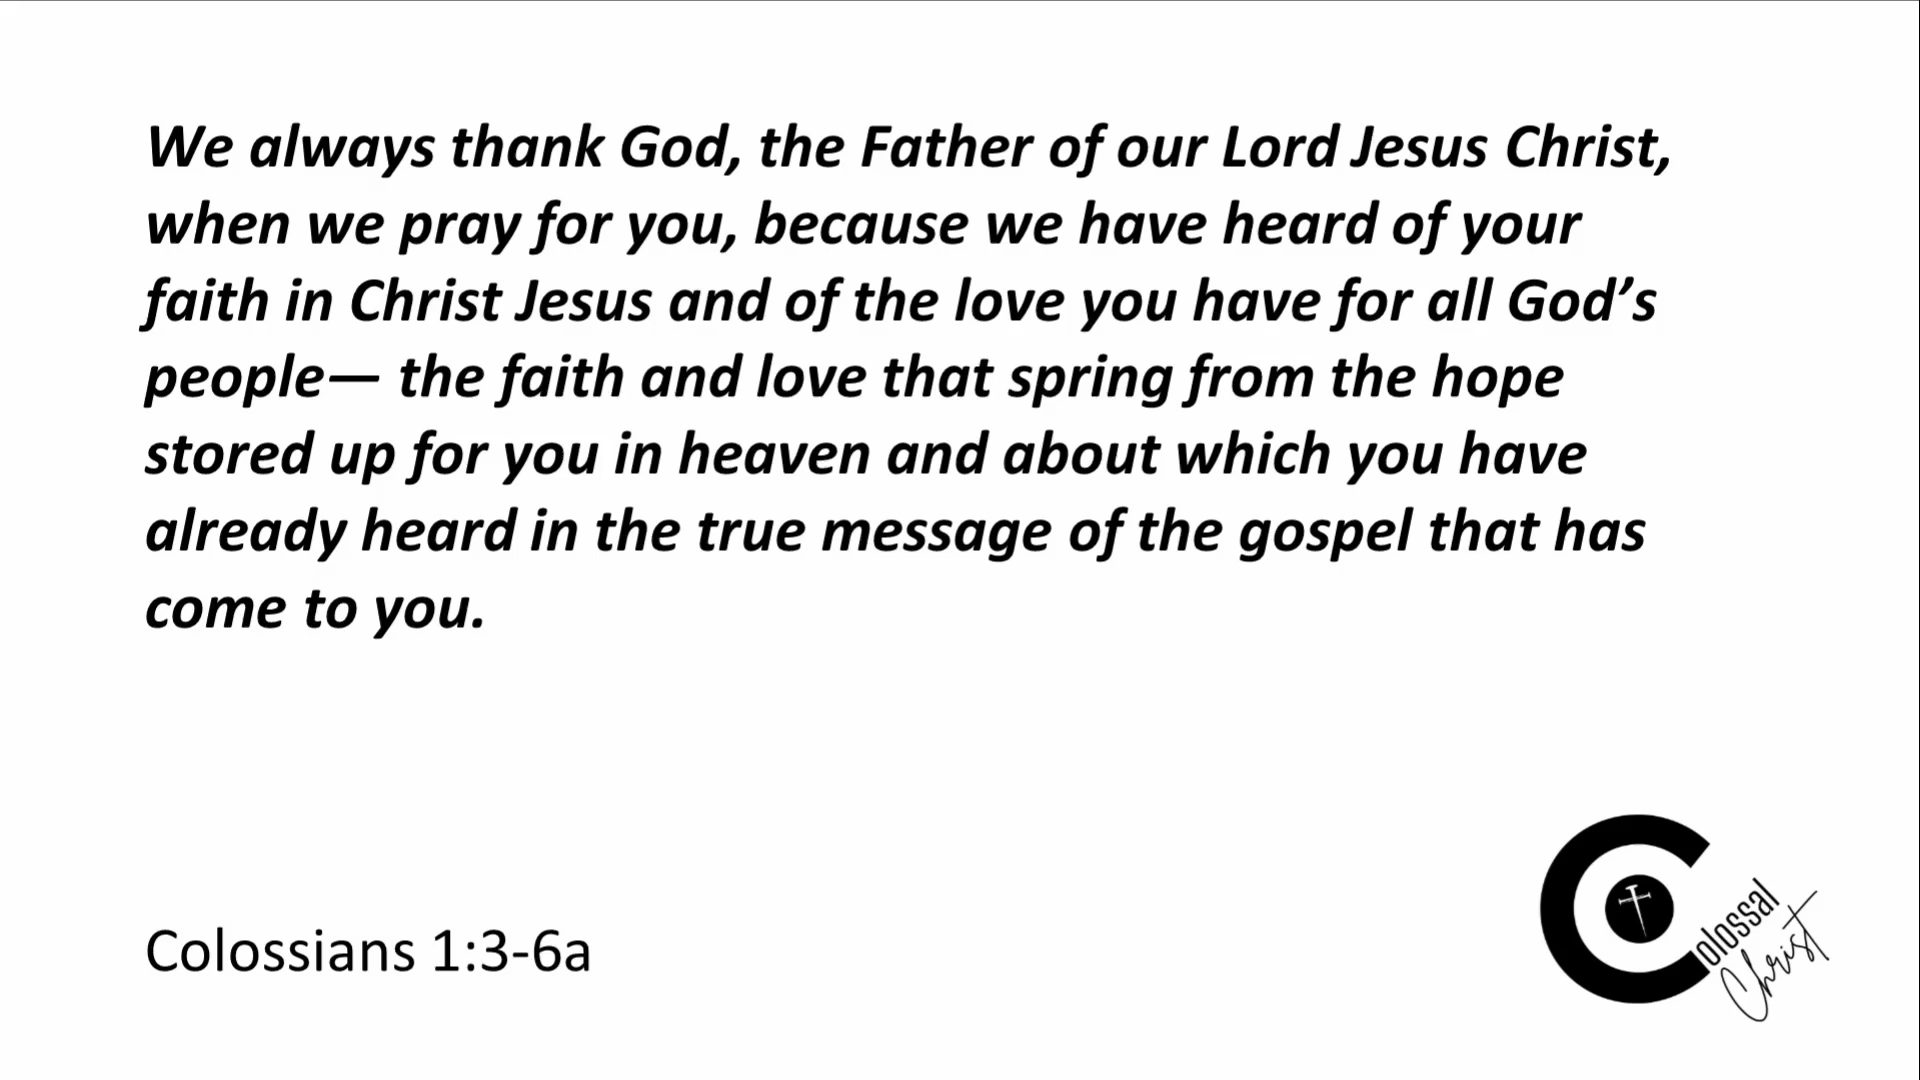 We always thank God, the Father of our Lord Jesus Christ,
when we pray for you, because we have heard of your
faith in Christ Jesus and of the love you have for all God’s
people— the faith and love that spring from the hope
stored up for you in heaven and about which you have
already heard in the true message of the gospel that has
come to you.
Colossians 1:3-6a
Colossal
Christ